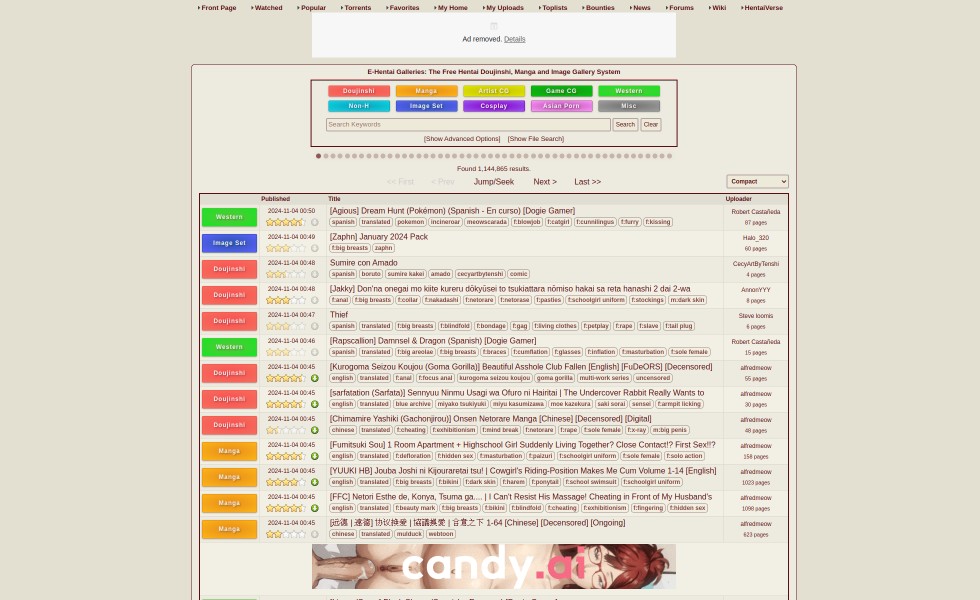 Front Page Watched Popular Torrents Favorites My Home My Uploads Toplists Bounties News Forums Wiki HentaiVerse
Ad removed. Details
E-Hentai Galleries: The Free Hentai Doujinshi, Manga and Image Gallery System
Doujinshi Manga Artist CG Game CG Western
Non-H Image Set Cosplay Asian Porn Misc
Search Keywords Search Clear
[Show Advanced Options] [Show File Search]
Found 1,144,865 results.
<< First < Prev Jump/Seek Next > Last >> Compact
Published Title Uploader
Western 2024-11-04 00:50 [Agious] Dream Hunt (Pokémon) (Spanish - En curso) [Dogie Gamer] Robert Castañeda
spanish translated pokemon incineroar meowscarada f:blowjob f:catgirl f:cunnilingus f:furry f:kissing 87 pages
Image Set 2024-11-04 00:49 [Zaphn] January 2024 Pack Halo_320
f:big breasts zaphn 60 pages
Doujinshi 2024-11-04 00:48 Sumire con Amado CecyArtByTenshi
spanish boruto sumire kakei amado cecyartbytenshi comic 4 pages
Doujinshi 2024-11-04 00:48 [Jakky] Don'na onegai mo kiite kureru dōkyūsei to tsukiattara nōmiso hakai sa reta hanashi 2 dai 2-wa AnnonYYY
f:anal f:big breasts f:collar f:nakadashi f:netorare f:netorase f:pasties f:schoolgirl uniform f:stockings m:dark skin 8 pages
Doujinshi 2024-11-04 00:47 Thief Steve loomis
spanish translated f:big breasts f:blindfold f:bondage f:gag f:living clothes f:petplay f:rape f:slave f:tail plug 6 pages
Western 2024-11-04 00:46 [Rapscallion] Damnsel & Dragon (Spanish) [Dogie Gamer] Robert Castañeda
spanish translated f:big areolae f:big breasts f:braces f:cumflation f:glasses f:inflation f:masturbation f:sole female 15 pages
Doujinshi 2024-11-04 00:45 [Kurogoma Seizou Koujou (Goma Gorilla)] Beautiful Asshole Club Fallen [English] [FuDeORS] [Decensored] alfredmeow
english translated f:anal f:focus anal kurogoma seizou koujou goma gorilla multi-work series uncensored 55 pages
Doujinshi 2024-11-04 00:45 [sarfatation (Sarfata)] Sennyuu Ninmu Usagi wa Ofuro ni Hairitai | The Undercover Rabbit Really Wants to alfredmeow
english translated blue archive miyako tsukiyuki miyu kasumizawa moe kazekura saki sorai sensei f:armpit licking 30 pages
Doujinshi 2024-11-04 00:45 [Chimamire Yashiki (Gachonjirou)] Onsen Netorare Manga [Chinese] [Decensored] [Digital] alfredmeow
chinese translated f:cheating f:exhibitionism f:mind break f:netorare f:rape f:sole female f:x-ray m:big penis 48 pages
Manga 2024-11-04 00:45 [Fumitsuki Sou] 1 Room Apartment + Highschool Girl Suddenly Living Together? Close Contact!? First Sex!!? alfredmeow
english translated f:defloration f:hidden sex f:masturbation f:paizuri f:schoolgirl uniform f:sole female f:solo action 158 pages
Manga 2024-11-04 00:45 [YUUKI HB] Jouba Joshi ni Kijouraretai tsu! | Cowgirl's Riding-Position Makes Me Cum Volume 1-14 [English] alfredmeow
english translated f:big breasts f:bikini f:dark skin f:harem f:ponytail f:school swimsuit f:schoolgirl uniform 1023 pages
Manga 2024-11-04 00:45 [FFC] Netori Esthe de, Konya, Tsuma ga.... | I Can't Resist His Massage! Cheating in Front of My Husband's alfredmeow
english translated f:beauty mark f:big breasts f:bikini f:blindfold f:cheating f:exhibitionism f:fingering f:hidden sex 1098 pages
Manga 2024-11-04 00:45 协议换爱 | 協議換愛 | 合意之下 1-64 [Chinese] [Decensored] [Ongoing] alfredmeow
chinese translated mulduck webtoon 623 pages
candy.ai